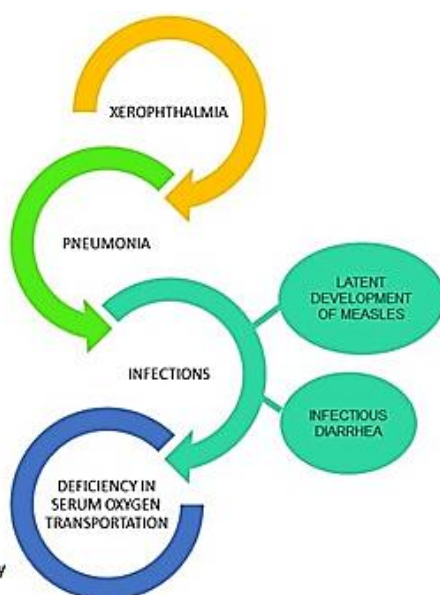 XEROPHTHALMIA
PNEUMONIA
LATENT
DEVELOPMENT
OF MEASLES
INFECTIONS
INFECTIOUS
DIARRHEA
DEFICIENCY IN
SERUM OXYGEN
TRANSPORTATION